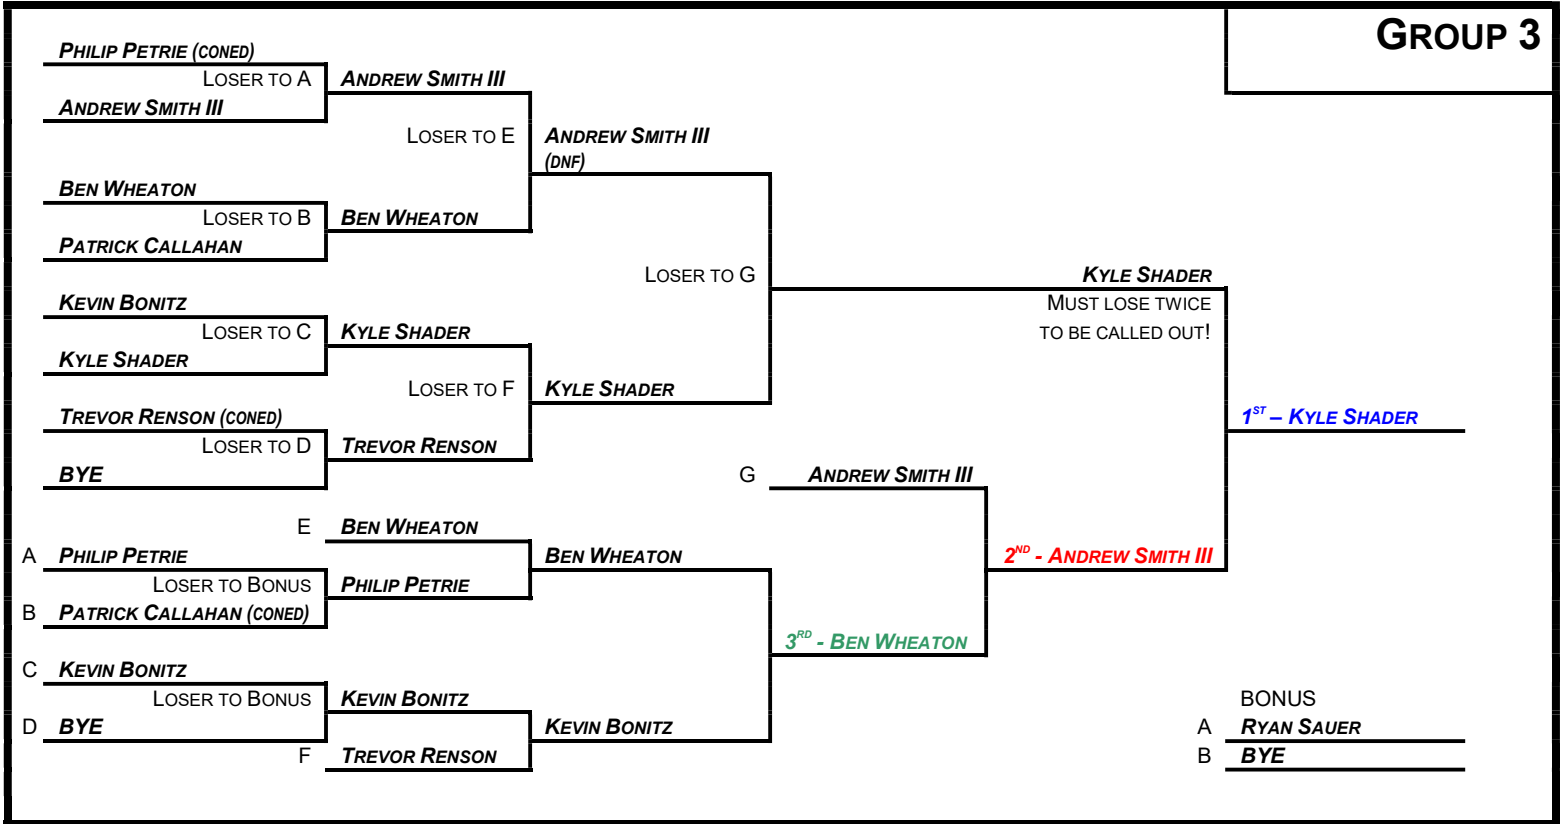 GROUP 3
PHILIP PETRIE (CONED)
LOSER TO A
ANDREW SMITH III
ANDREW SMITH III
LOSER TO E
ANDREW SMITH III
(DNF)
BEN WHEATON
LOSER TO B
BEN WHEATON
PATRICK CALLAHAN
LOSER TO G
KYLE SHADER
MUST LOSE TWICE
TO BE CALLED OUT!
KEVIN BONITZ
LOSER TO C
KYLE SHADER
KYLE SHADER
LOSER TO F
KYLE SHADER
TREVOR RENSON (CONED)
LOSER TO D
TREVOR RENSON
BYE
1ST – KYLE SHADER
G ANDREW SMITH III
E BEN WHEATON
A PHILIP PETRIE
LOSER TO BONUS
PHILIP PETRIE
B PATRICK CALLAHAN (CONED)
BEN WHEATON
2ND - ANDREW SMITH III
3RD - BEN WHEATON
C KEVIN BONITZ
LOSER TO BONUS
KEVIN BONITZ
D BYE
KEVIN BONITZ
F TREVOR RENSON
BONUS
A RYAN SAUER
B BYE